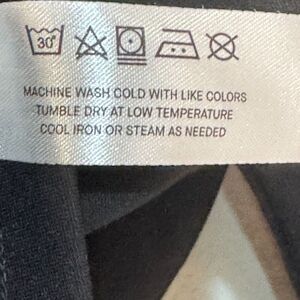 30°
MACHINE WASH COLD WITH LIKE COLORS
TUMBLE DRY AT LOW TEMPERATURE
COOL IRON OR STEAM AS NEEDED